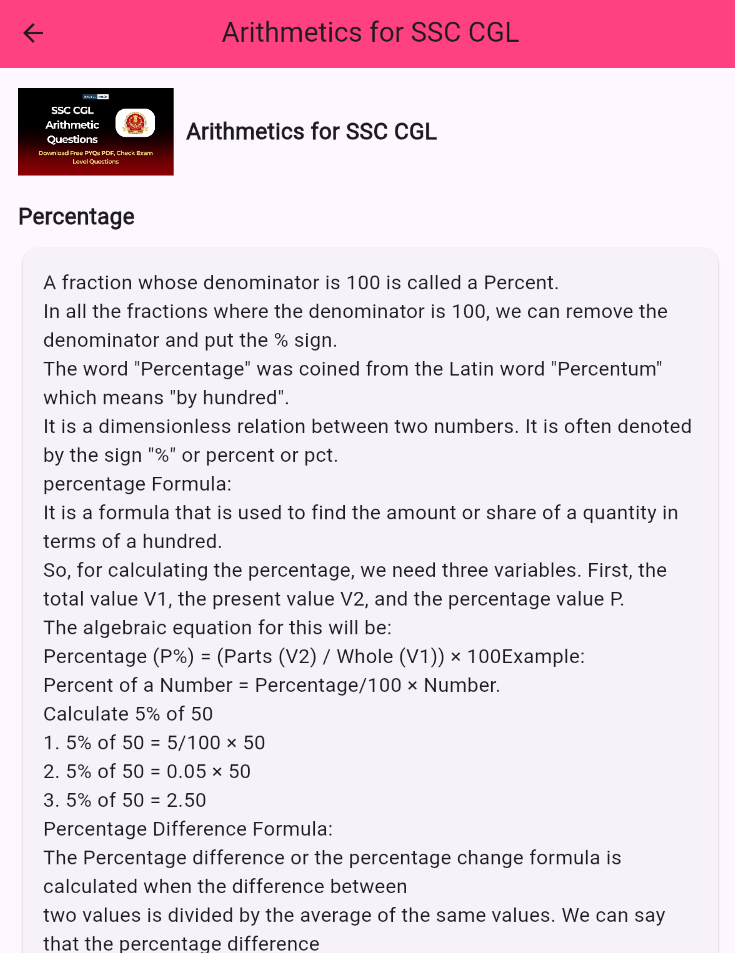 Arithmetics for SSC CGL
SSC CGL
Arithmetic
Questions
Download Free PYQs PDF, Check Exam
Level Questions
Arithmetics for SSC CGL
Percentage
A fraction whose denominator is 100 is called a Percent.
In all the fractions where the denominator is 100, we can remove the
denominator and put the % sign.
The word "Percentage" was coined from the Latin word "Percentum"
which means "by hundred".
It is a dimensionless relation between two numbers. It is often denoted
by the sign "%" or percent or pct.
percentage Formula:
It is a formula that is used to find the amount or share of a quantity in
terms of a hundred.
So, for calculating the percentage, we need three variables. First, the
total value V1, the present value V2, and the percentage value P.
The algebraic equation for this will be:
Percentage (P%) = (Parts (V2) / Whole (V1)) × 100Example:
Percent of a Number = Percentage/100 × Number.
Calculate 5% of 50
1. 5% of 50 = 5/100 × 50
2. 5% of 50 = 0.05 × 50
3. 5% of 50 = 2.50
Percentage Difference Formula:
The Percentage difference or the percentage change formula is
calculated when the difference between
two values is divided by the average of the same values. We can say
that the percentage difference